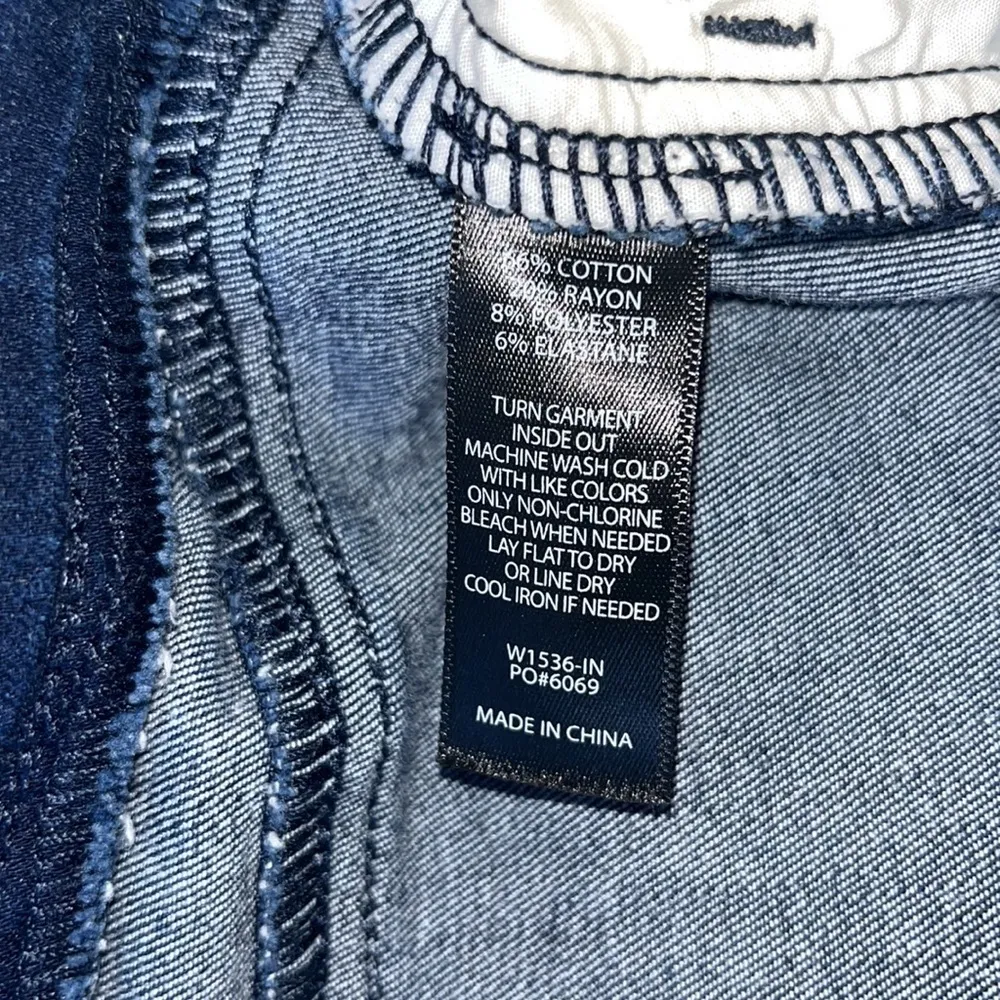 % COTTON
% RAYON
8% POLYESTER
6% ELASTANE
TURN GARMENT
INSIDE OUT
MACHINE WASH COLD
WITH LIKE COLORS
ONLY NON-CHLORINE
BLEACH WHEN NEEDED
LAY FLAT TO DRY
OR LINE DRY
COOL IRON IF NEEDED
W1536-IN
PO#6069
MADE IN CHINA